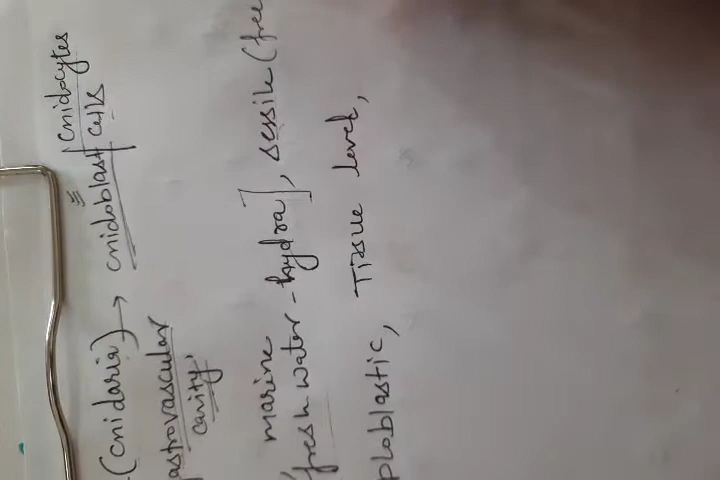 (cnidaria) → cnidoblast / cnidocytes cells
astrovascular cavity,
marine
fresh water - hydra], sessile (free
ploblastic, Tissue level,